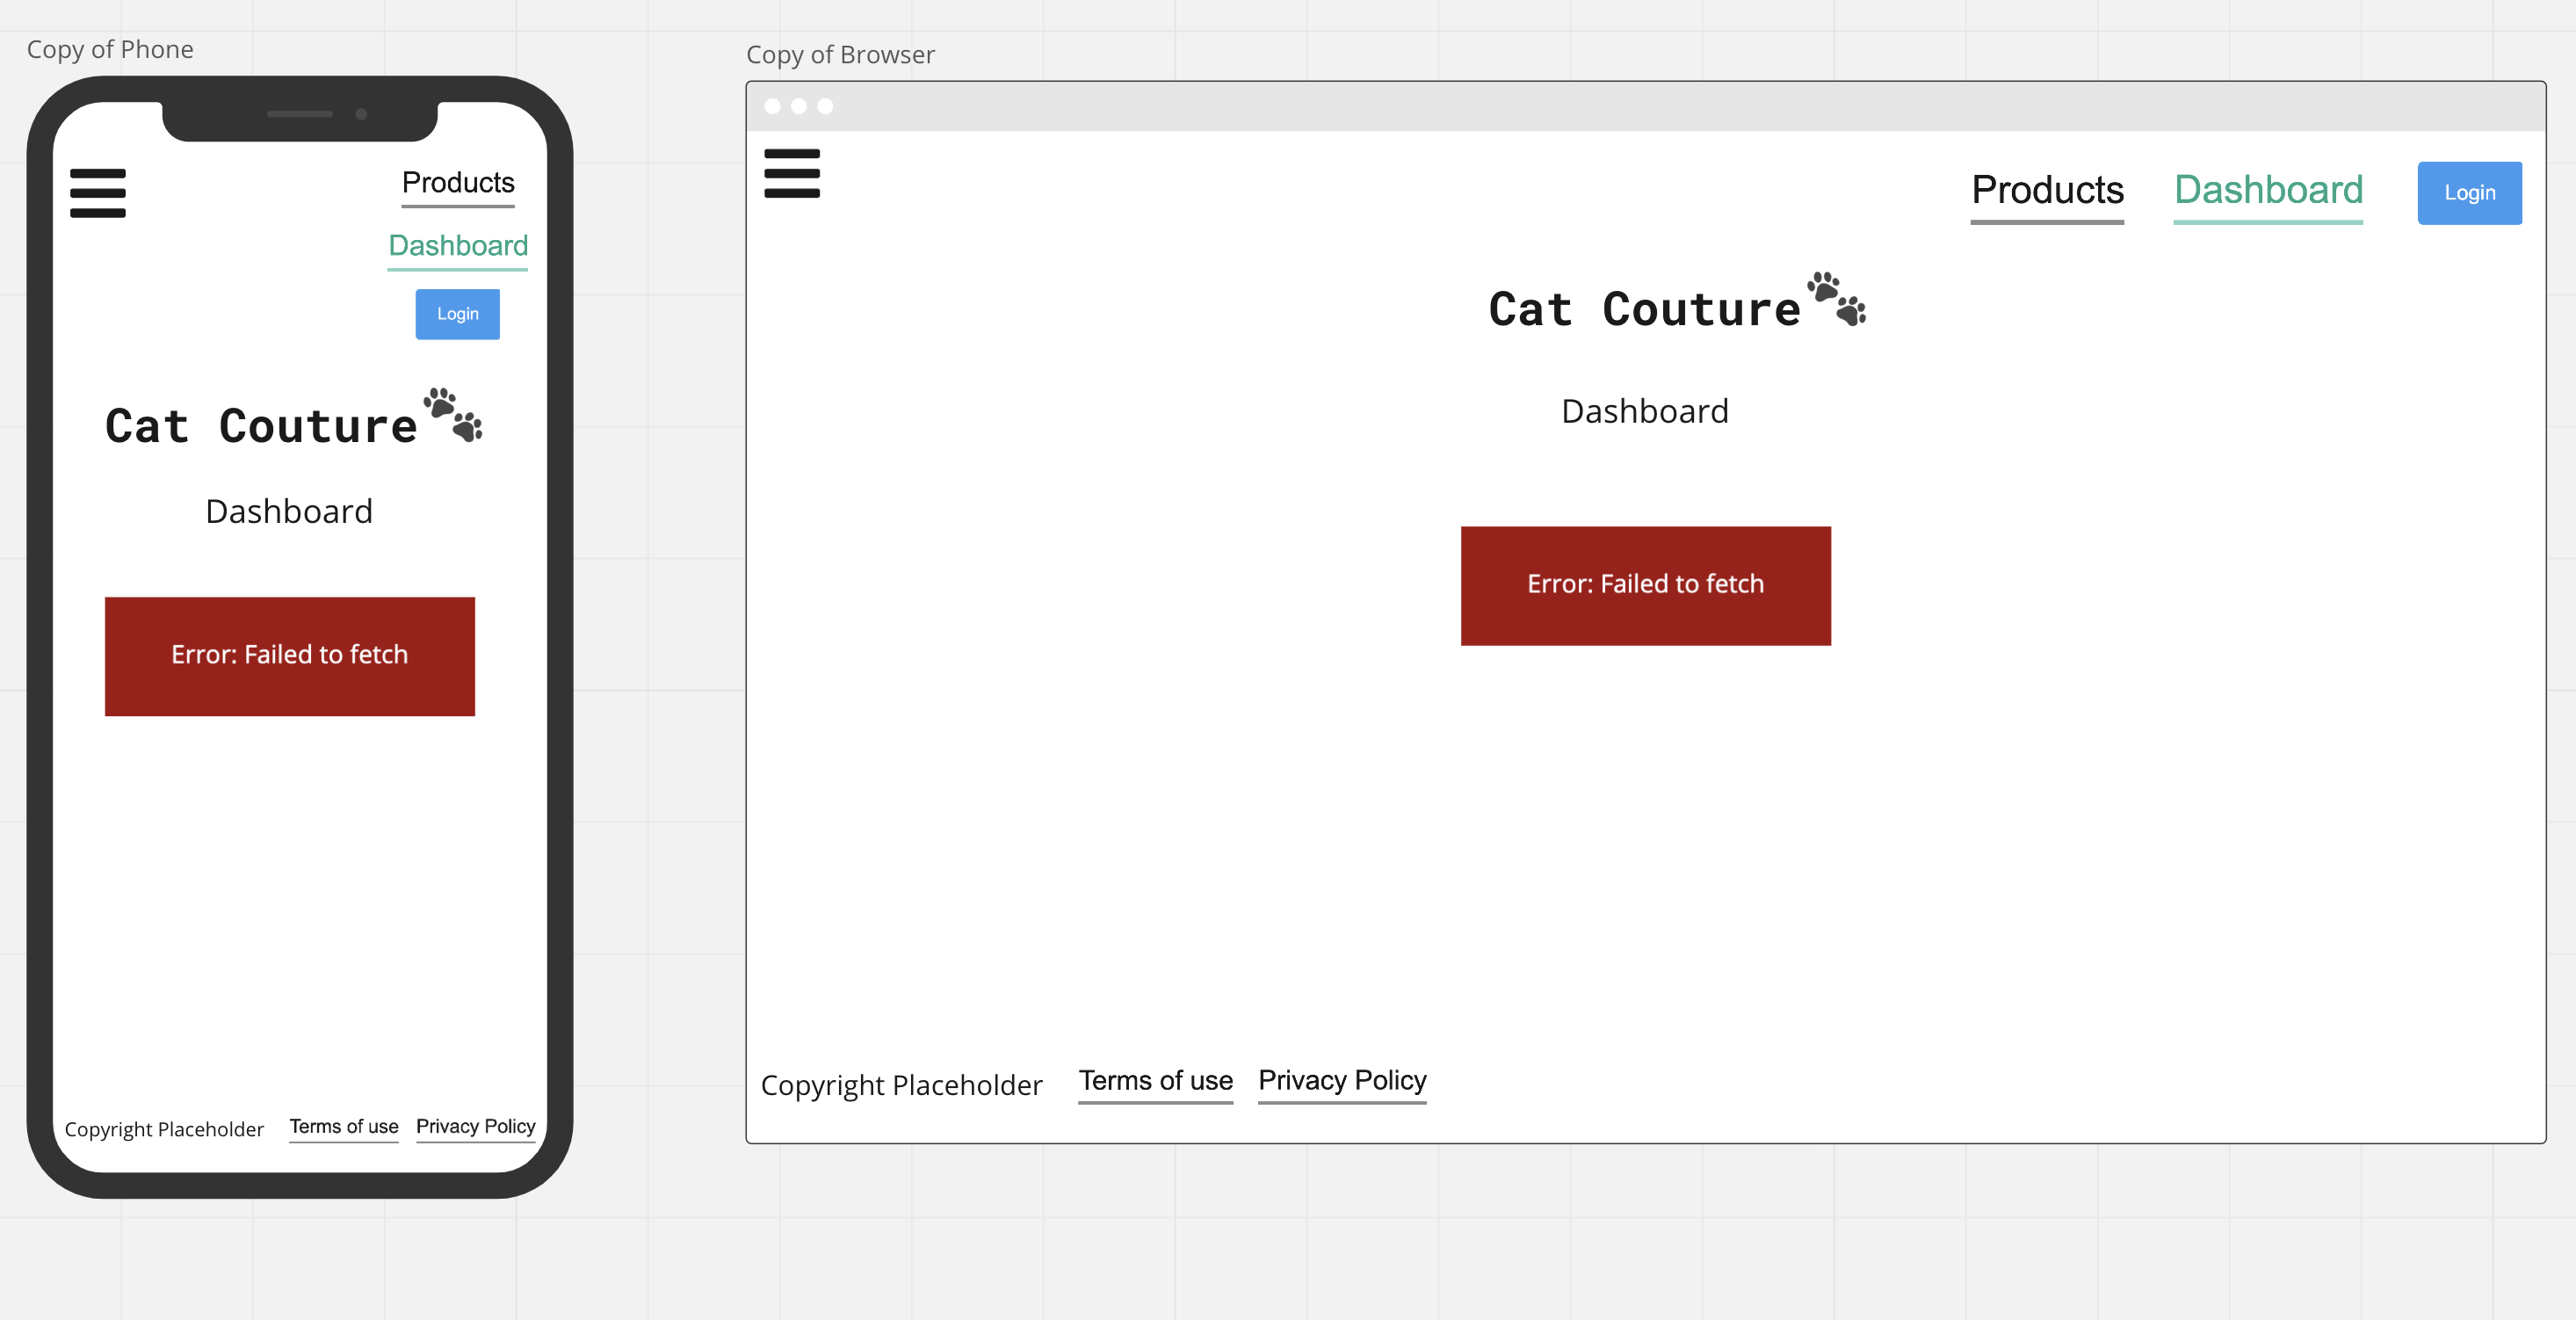 Copy of Phone
Products
Dashboard
Login
Cat Couture
Dashboard
Error: Failed to fetch
Copyright Placeholder Terms of use Privacy Policy
Copy of Browser
Products Dashboard Login
Cat Couture
Dashboard
Error: Failed to fetch
Copyright Placeholder Terms of use Privacy Policy